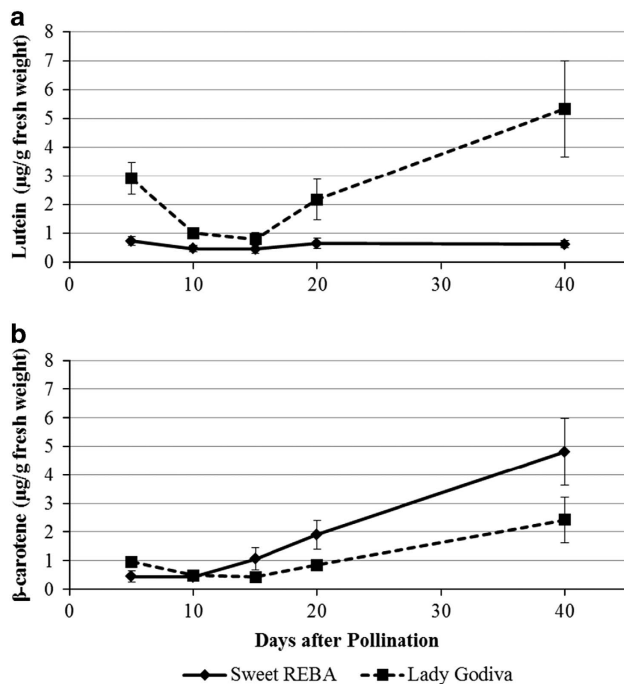 a
Lutein (µg/g fresh weight)
8
7
6
5
4
3
2
1
0
0 10 20 30 40
b
β-carotene (µg/g fresh weight)
8
7
6
5
4
3
2
1
0
0 10 20 30 40
Days after Pollination
Sweet REBA Lady Godiva